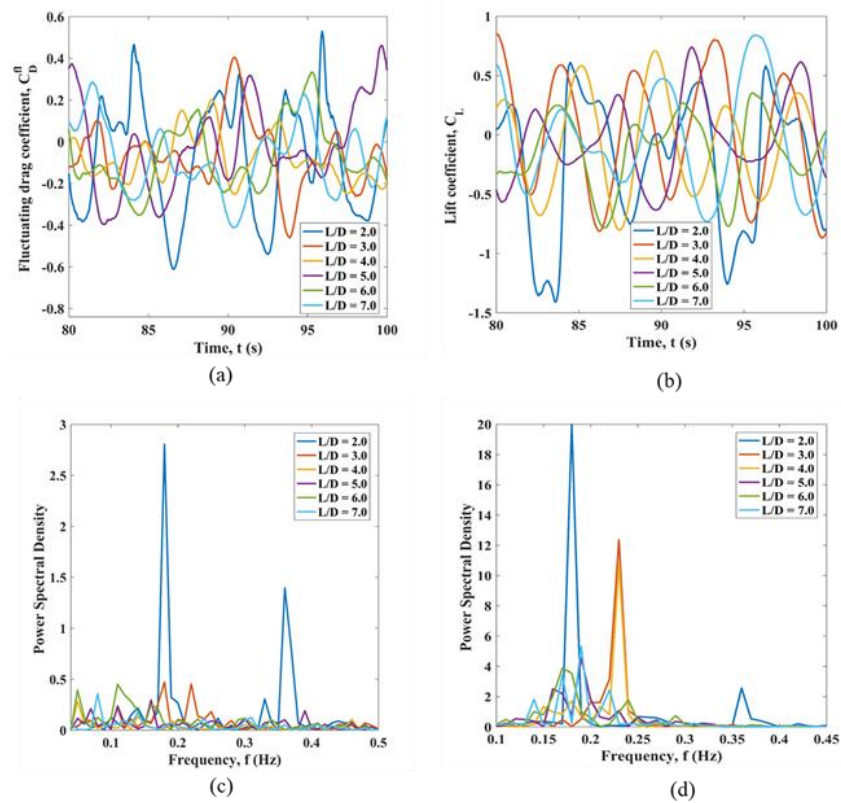 0.6
0.4
0.2
0
-0.2
-0.4
-0.6
-0.8
Fluctuating drag coefficient, C_D^fl
L/D = 2.0
L/D = 3.0
L/D = 4.0
L/D = 5.0
L/D = 6.0
L/D = 7.0
80 85 90 95 100
Time, t (s)
(a)
1
0.5
0
-0.5
-1
-1.5
Lift coefficient, C_L
L/D = 2.0
L/D = 3.0
L/D = 4.0
L/D = 5.0
L/D = 6.0
L/D = 7.0
80 85 90 95 100
Time, t (s)
(b)
3
2.5
2
1.5
1
0.5
0
Power Spectral Density
L/D = 2.0
L/D = 3.0
L/D = 4.0
L/D = 5.0
L/D = 6.0
L/D = 7.0
0.1 0.2 0.3 0.4 0.5
Frequency, f (Hz)
(c)
20
18
16
14
12
10
8
6
4
2
0
Power Spectral Density
L/D = 2.0
L/D = 3.0
L/D = 4.0
L/D = 5.0
L/D = 6.0
L/D = 7.0
0.1 0.15 0.2 0.25 0.3 0.35 0.4 0.45
Frequency, f (Hz)
(d)